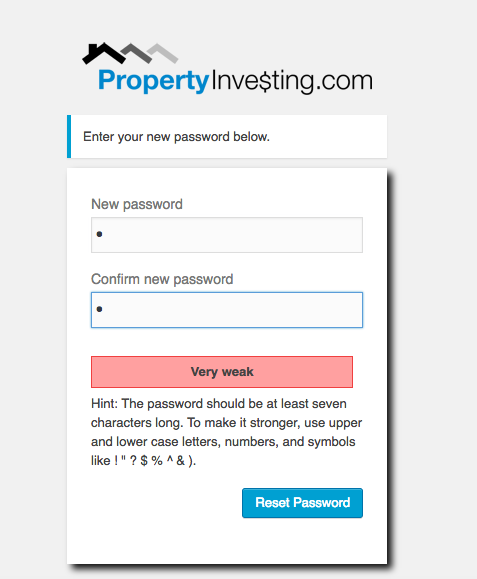 PropertyInve$ting.com
Enter your new password below.
New password
•
Confirm new password
•
Very weak
Hint: The password should be at least seven
characters long. To make it stronger, use upper
and lower case letters, numbers, and symbols
like ! " ? $ % ^ & ).
Reset Password